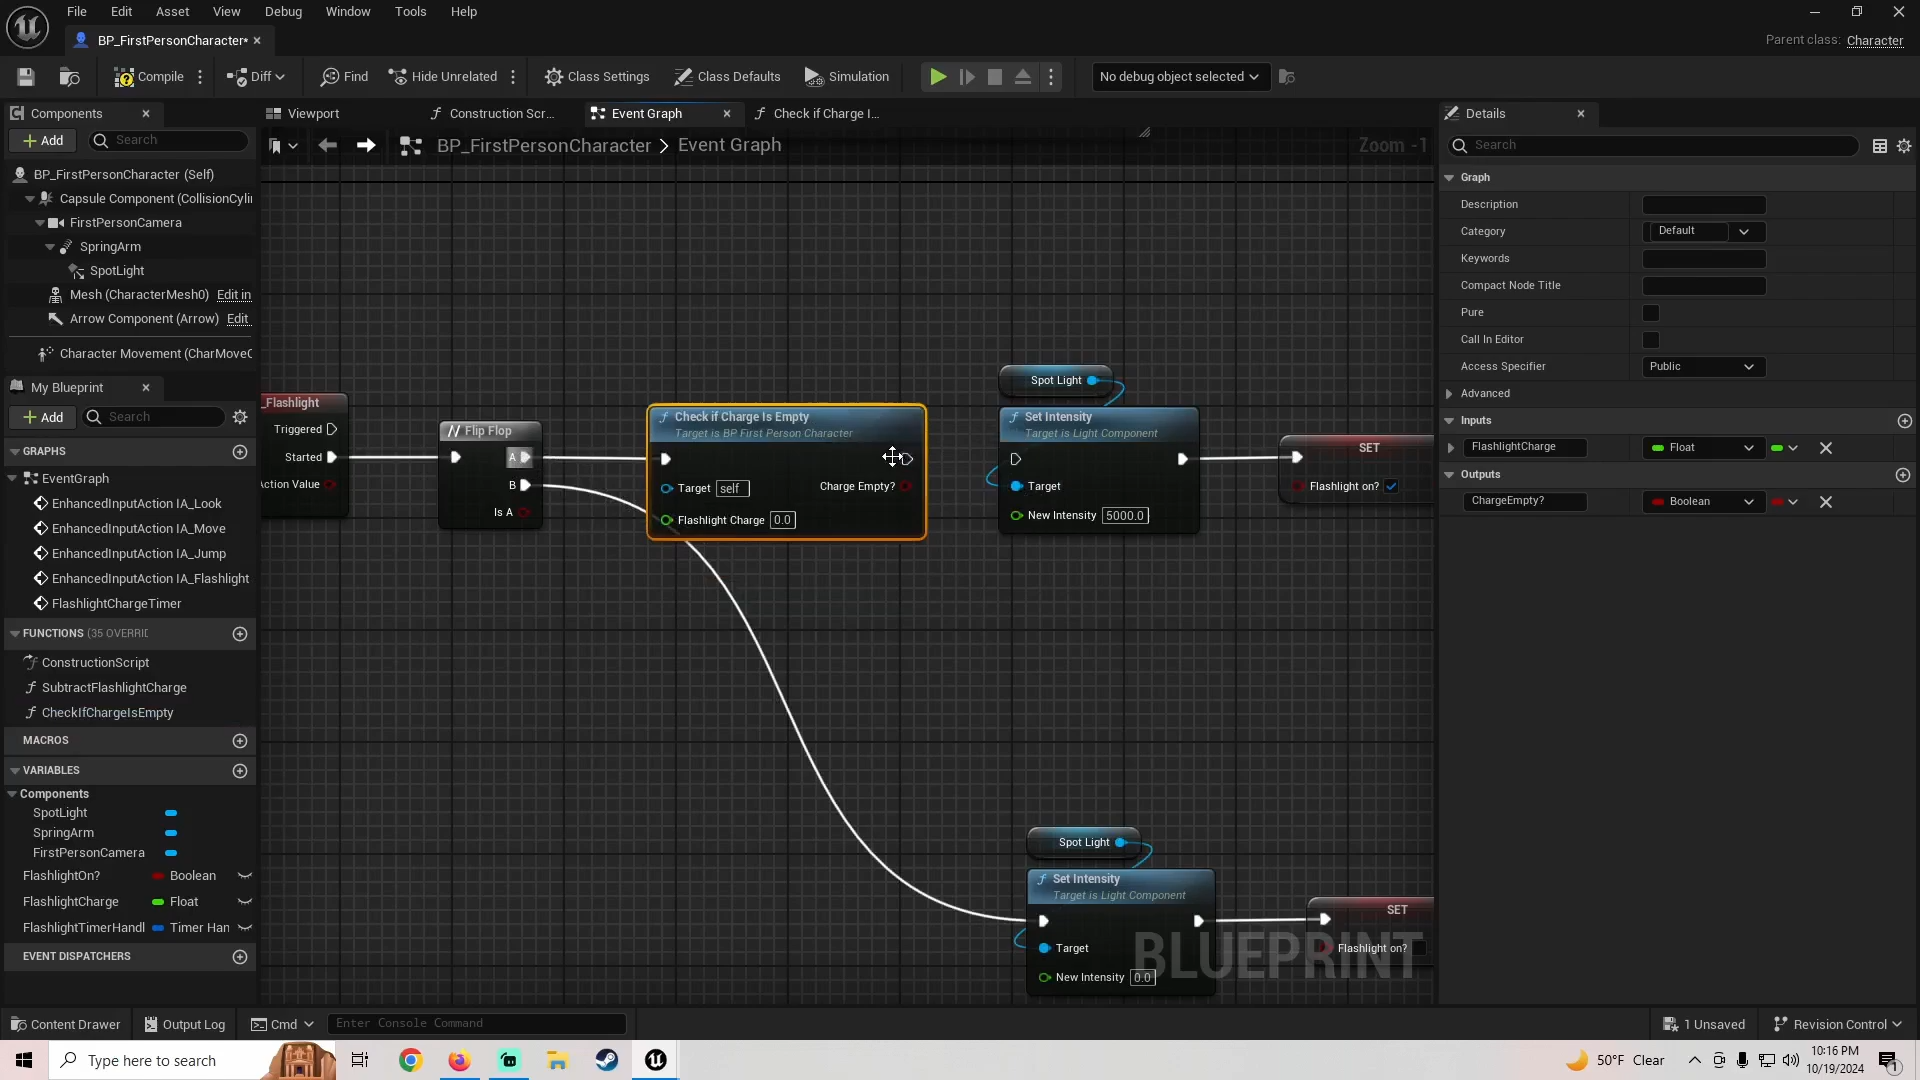 File Edit Asset View Debug Window Tools Help
BP_FirstPersonCharacter*
Parent class: Character
Compile Diff Find Hide Unrelated Class Settings Class Defaults Simulation No debug object selected
Components
Add Search
BP_FirstPersonCharacter (Self)
Capsule Component (CollisionCyli
FirstPersonCamera
SpringArm
SpotLight
Mesh (CharacterMesh0) Edit in
Arrow Component (Arrow) Edit
Character Movement (CharMoveC
My Blueprint
Add Search
GRAPHS
EventGraph
EnhancedInputAction IA_Look
EnhancedInputAction IA_Move
EnhancedInputAction IA_Jump
EnhancedInputAction IA_Flashlight
FlashlightChargeTimer
FUNCTIONS (35 OVERRID
ConstructionScript
SubtractFlashlightCharge
CheckIfChargeIsEmpty
MACROS
VARIABLES
Components
SpotLight
SpringArm
FirstPersonCamera
FlashlightOn? Boolean
FlashlightCharge Float
FlashlightTimerHandl Timer Han
EVENT DISPATCHERS
Viewport Construction Scr... Event Graph Check if Charge I...
BP_FirstPersonCharacter > Event Graph Zoom -1
_Flashlight
Triggered
Started
Action Value
Flip Flop
A
B
Is A
Check if Charge Is Empty
Target is BP First Person Character
Target self
Charge Empty?
Flashlight Charge 0.0
Spot Light
Set Intensity
Target is Light Component
Target
New Intensity 5000.0
SET
Flashlight on?
Spot Light
Set Intensity
Target is Light Component
Target
New Intensity 0.0
SET
Flashlight on?
BLUEPRINT
Details
Search
Graph
Description
Category Default
Keywords
Compact Node Title
Pure
Call In Editor
Access Specifier Public
Advanced
Inputs
FlashlightCharge Float
Outputs
ChargeEmpty? Boolean
Content Drawer Output Log Cmd Enter Console Command 1 Unsaved Revision Control
Type here to search
50°F Clear
10:16 PM
10/19/2024
1